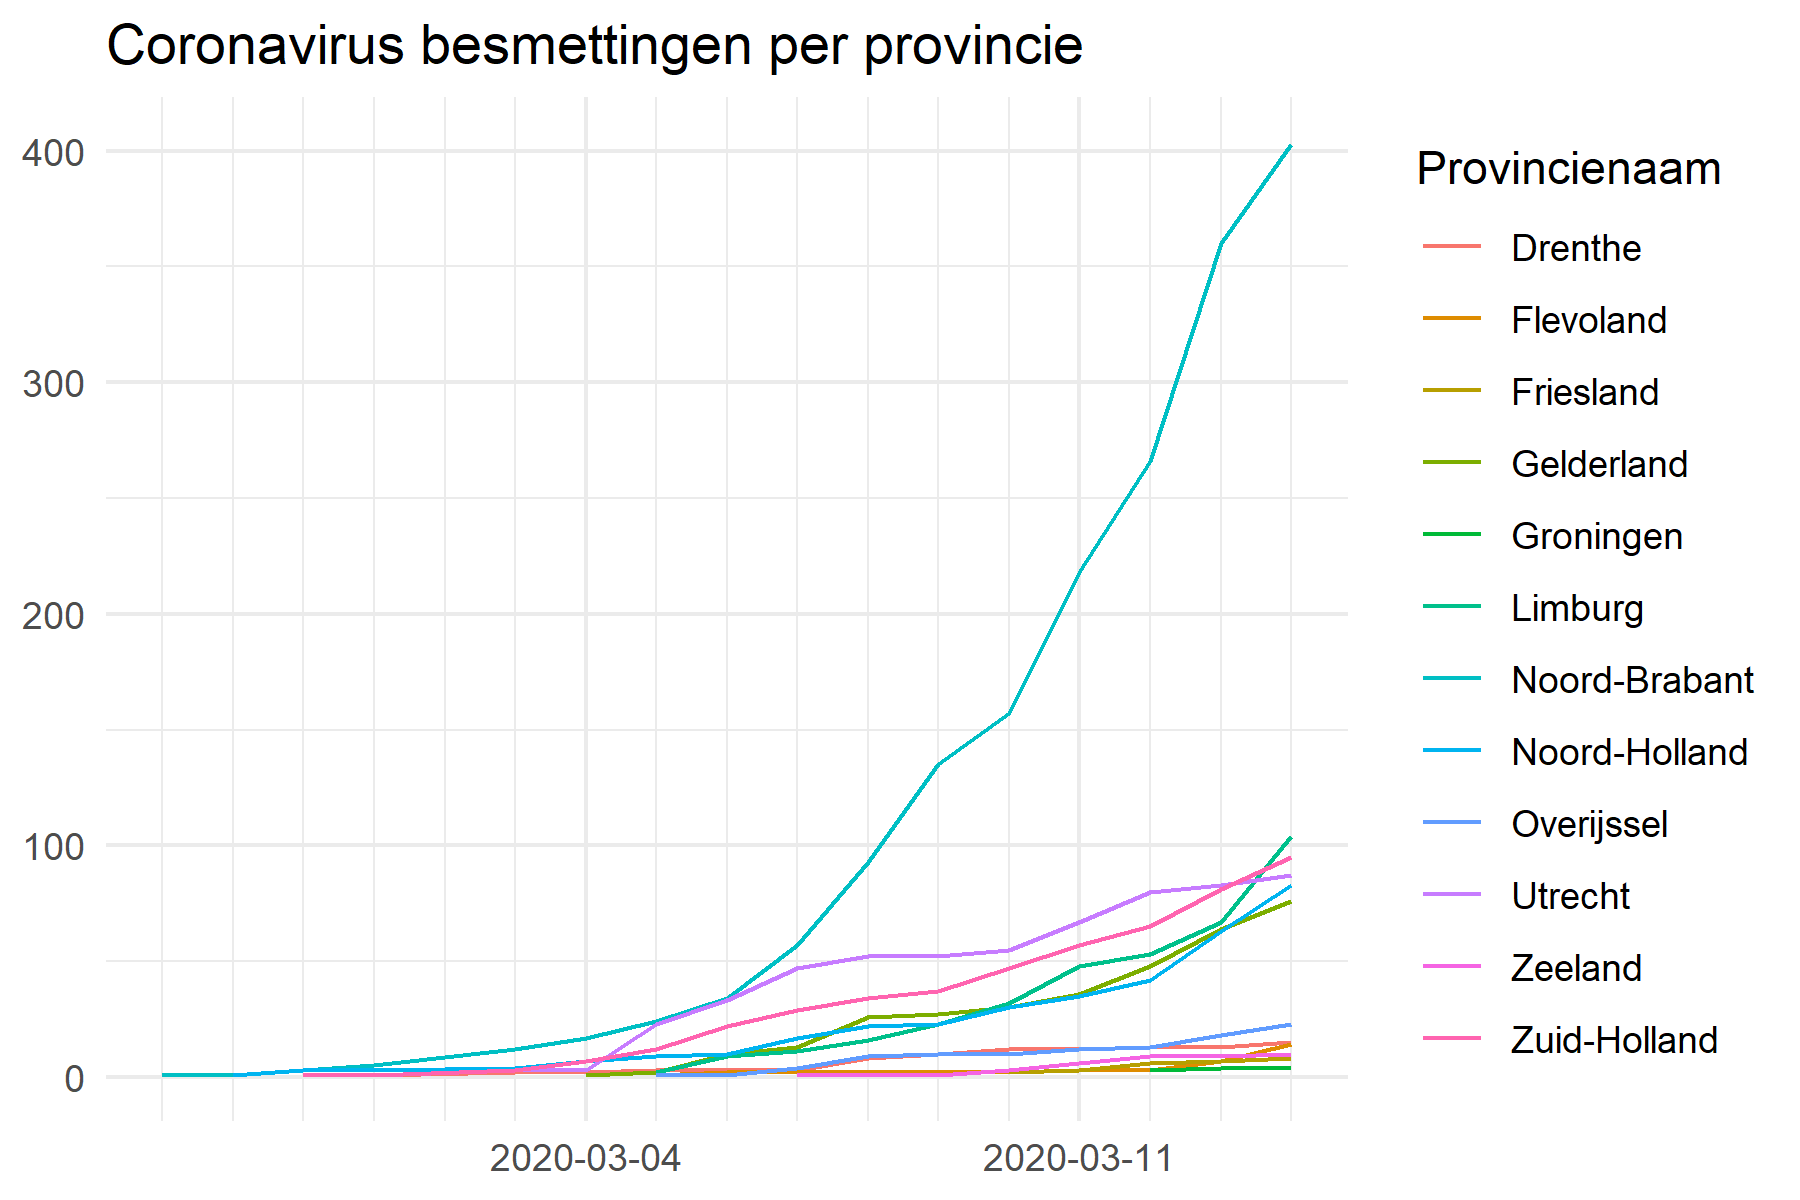 Coronavirus besmettingen per provincie
400
300
200
100
0
2020-03-04
2020-03-11
Provincienaam
Drenthe
Flevoland
Friesland
Gelderland
Groningen
Limburg
Noord-Brabant
Noord-Holland
Overijssel
Utrecht
Zeeland
Zuid-Holland